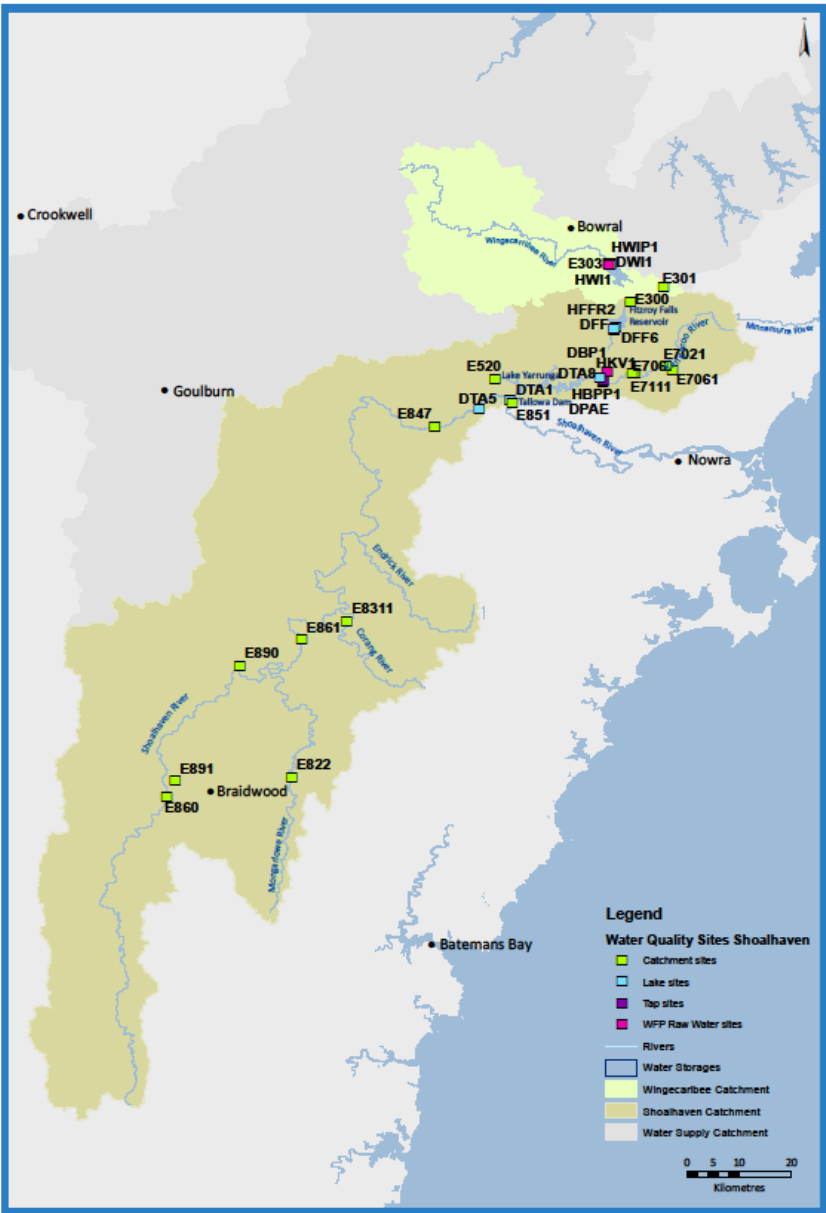 Crookwell
Bowral
Wingecarribee River
HWIP1
E303
DWI1
HWI1
E301
E300
HFFR2
Fitzroy Falls
Reservoir
DFF
DFF6
Minnamurra River
DBP1
HKV1
E706
E7021
E520
Lake Yarrunga
DTA8
E7061
E7111
Goulburn
DTA1
HBPP1
DTA5
Tallowa Dam
DPAE
E847
E851
Shoalhaven River
Nowra
Endrick River
E8311
E861
Corang River
E890
Shoalhaven River
E891
E822
Braidwood
E860
Mongarlowe River
Batemans Bay
Legend
Water Quality Sites Shoalhaven
Catchment sites
Lake sites
Tap sites
WFP Raw Water sites
Rivers
Water Storages
Wingecaribee Catchment
Shoalhaven Catchment
Water Supply Catchment
0 5 10 20
Kilometres